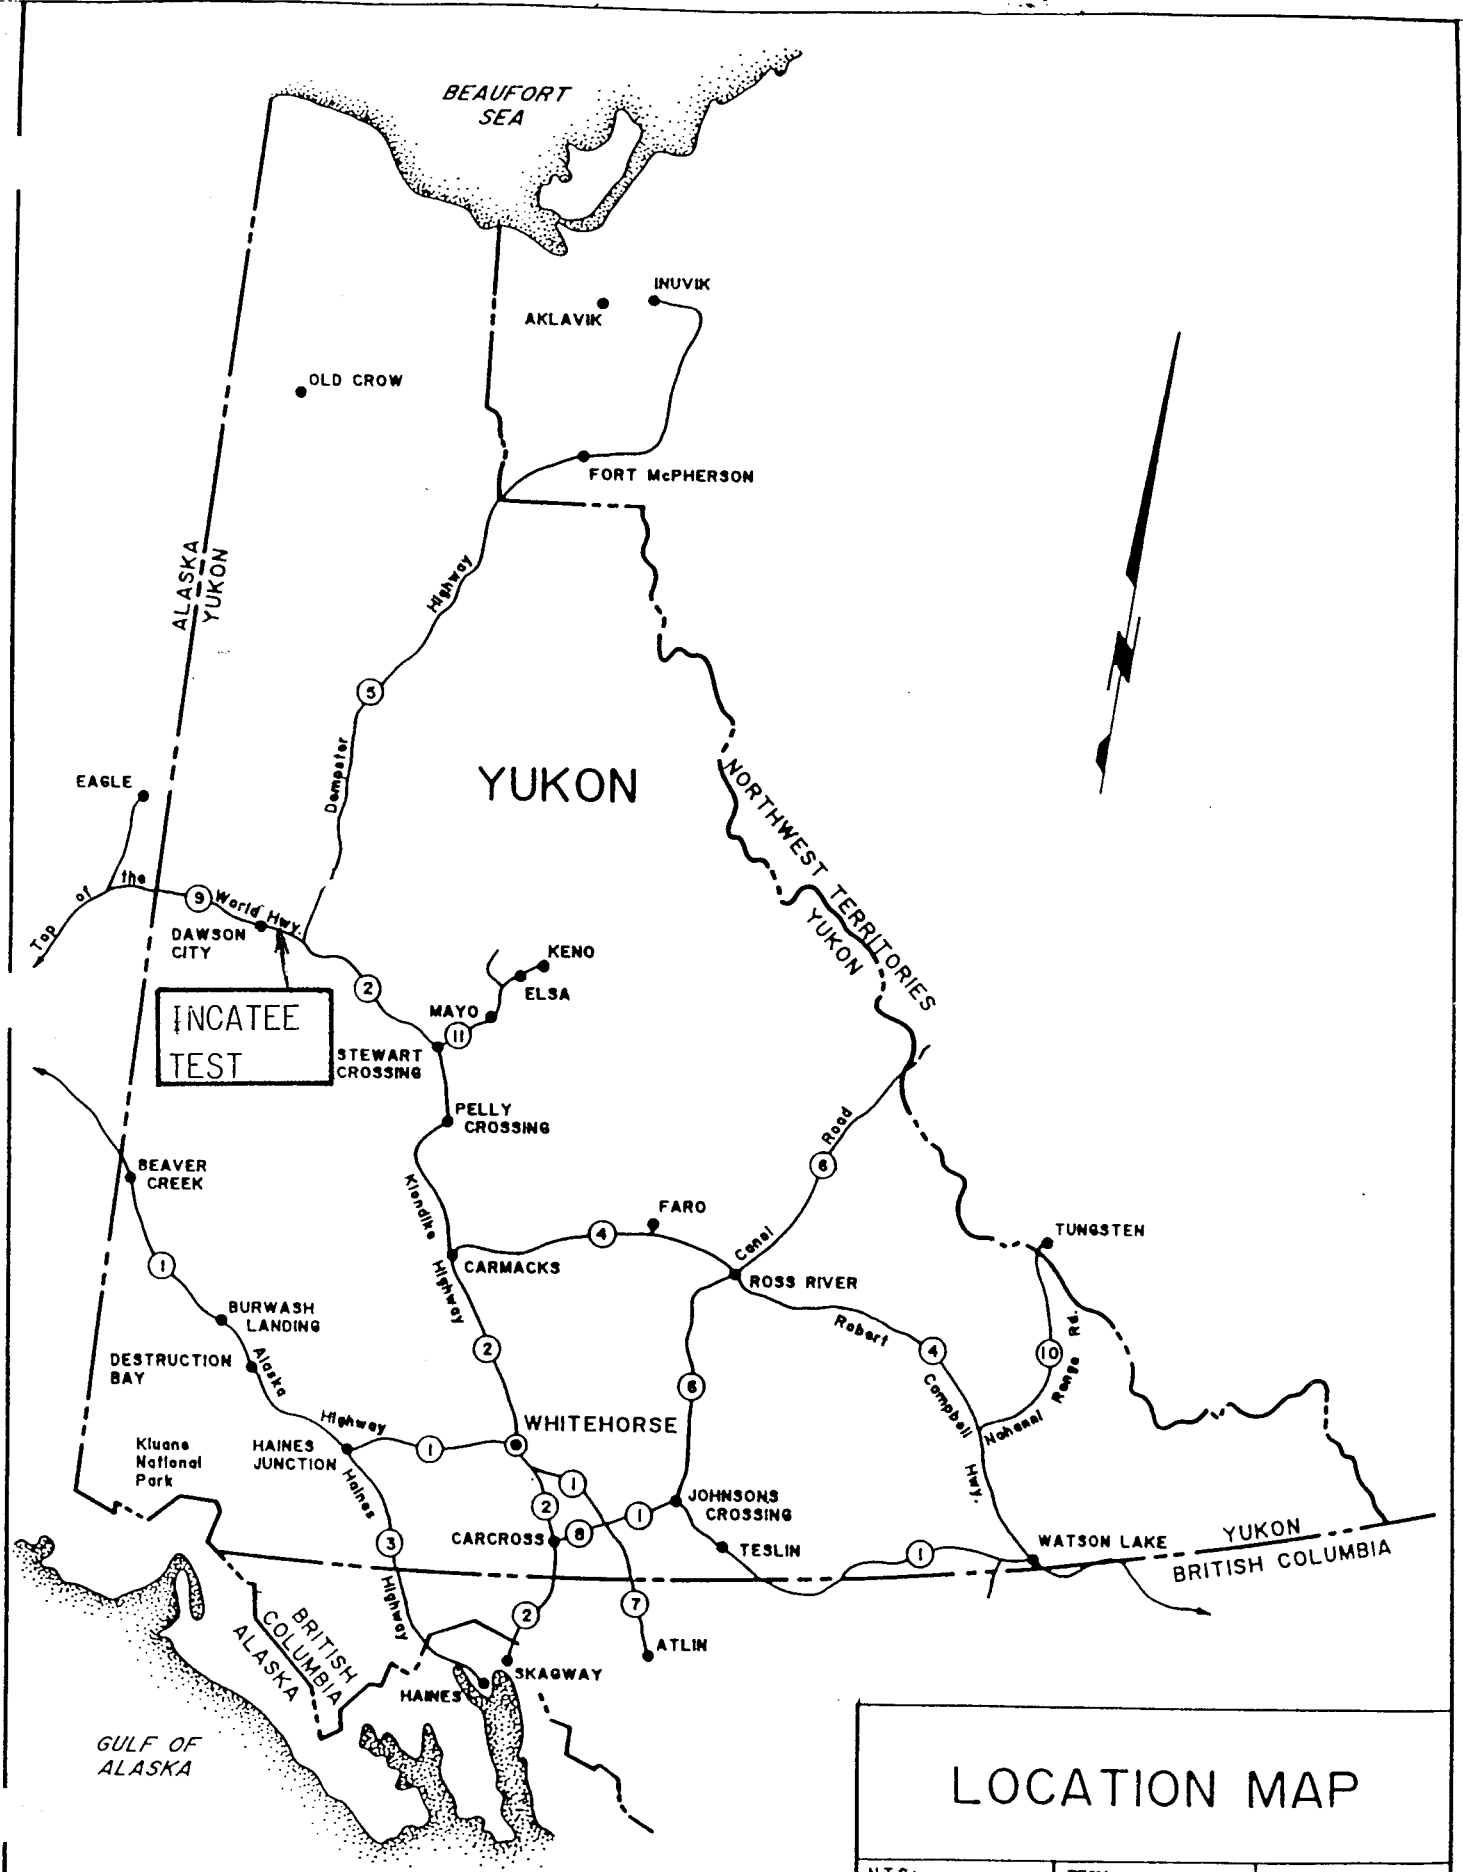 BEAUFORT
SEA
INUVIK
AKLAVIK
OLD CROW
FORT McPHERSON
Highway
ALASKA
YUKON
5
Dempster
YUKON
EAGLE
NORTHWEST TERRITORIES
YUKON
Top of the World Hwy.
9
DAWSON
CITY
2
KENO
ELSA
MAYO
11
INCATEE
TEST
STEWART
CROSSING
PELLY
CROSSING
Road
6
BEAVER
CREEK
Klondike
FARO
4
Canol
TUNGSTEN
1
CARMACKS
Highway
ROSS RIVER
BURWASH
LANDING
Robert
Rd.
2
4
10
DESTRUCTION
BAY
Alaska
6
Campbell
Range
Nahanni
Highway
WHITEHORSE
Kluane
National
Park
HAINES
JUNCTION
1
Haines
1
Hwy.
2
JOHNSONS
CROSSING
1
3
CARCROSS
8
TESLIN
1
WATSON LAKE
YUKON
BRITISH COLUMBIA
Highway
BRITISH
COLUMBIA
ALASKA
2
7
ATLIN
SKAGWAY
HAINES
GULF OF
ALASKA
LOCATION MAP